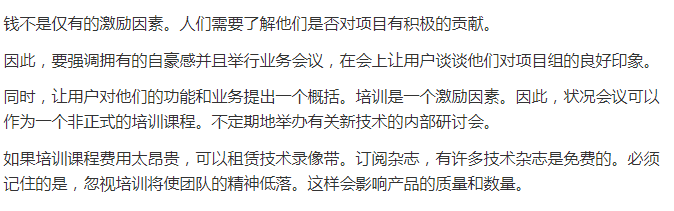 钱不是仅有的激励因素。人们需要了解他们是否对项目有积极的贡献。
因此，要强调拥有的自豪感并且举行业务会议，在会上让用户谈谈他们对项目组的良好印象。
同时，让用户对他们的功能和业务提出一个概括。培训是一个激励因素。因此，状况会议可以
作为一个非正式的培训课程。不定期地举办有关新技术的内部研讨会。
如果培训课程费用太昂贵，可以租赁技术录像带。订阅杂志，有许多技术杂志是免费的。必须
记住的是，忽视培训将使团队的精神低落。这样会影响产品的质量和数量。